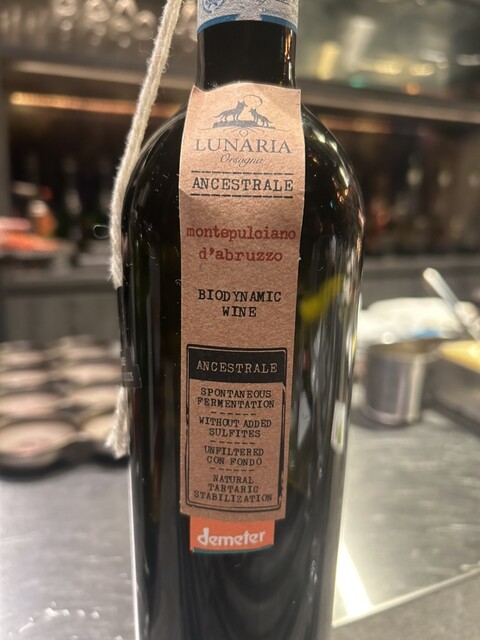 LUNARIA
Orsogna
ANCESTRALE
montepulciano
d'abruzzo
BIODYNAMIC
WINE
ANCESTRALE
SPONTANEOUS
FERMENTATION
WITHOUT ADDED
SULFITES
UNFILTERED
CON FONDO
NATURAL
TARTARIC
STABILIZATION
demeter